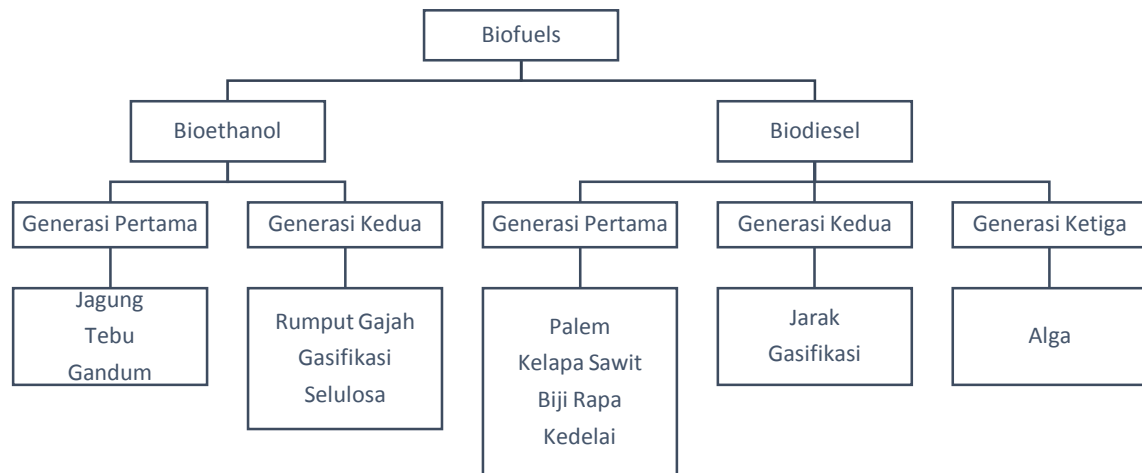 Biofuels
Bioethanol
Biodiesel
Generasi Pertama
Generasi Kedua
Generasi Pertama
Generasi Kedua
Generasi Ketiga
Jagung
Tebu
Gandum
Rumput Gajah
Gasifikasi
Selulosa
Palem
Kelapa Sawit
Biji Rapa
Kedelai
Jarak
Gasifikasi
Alga